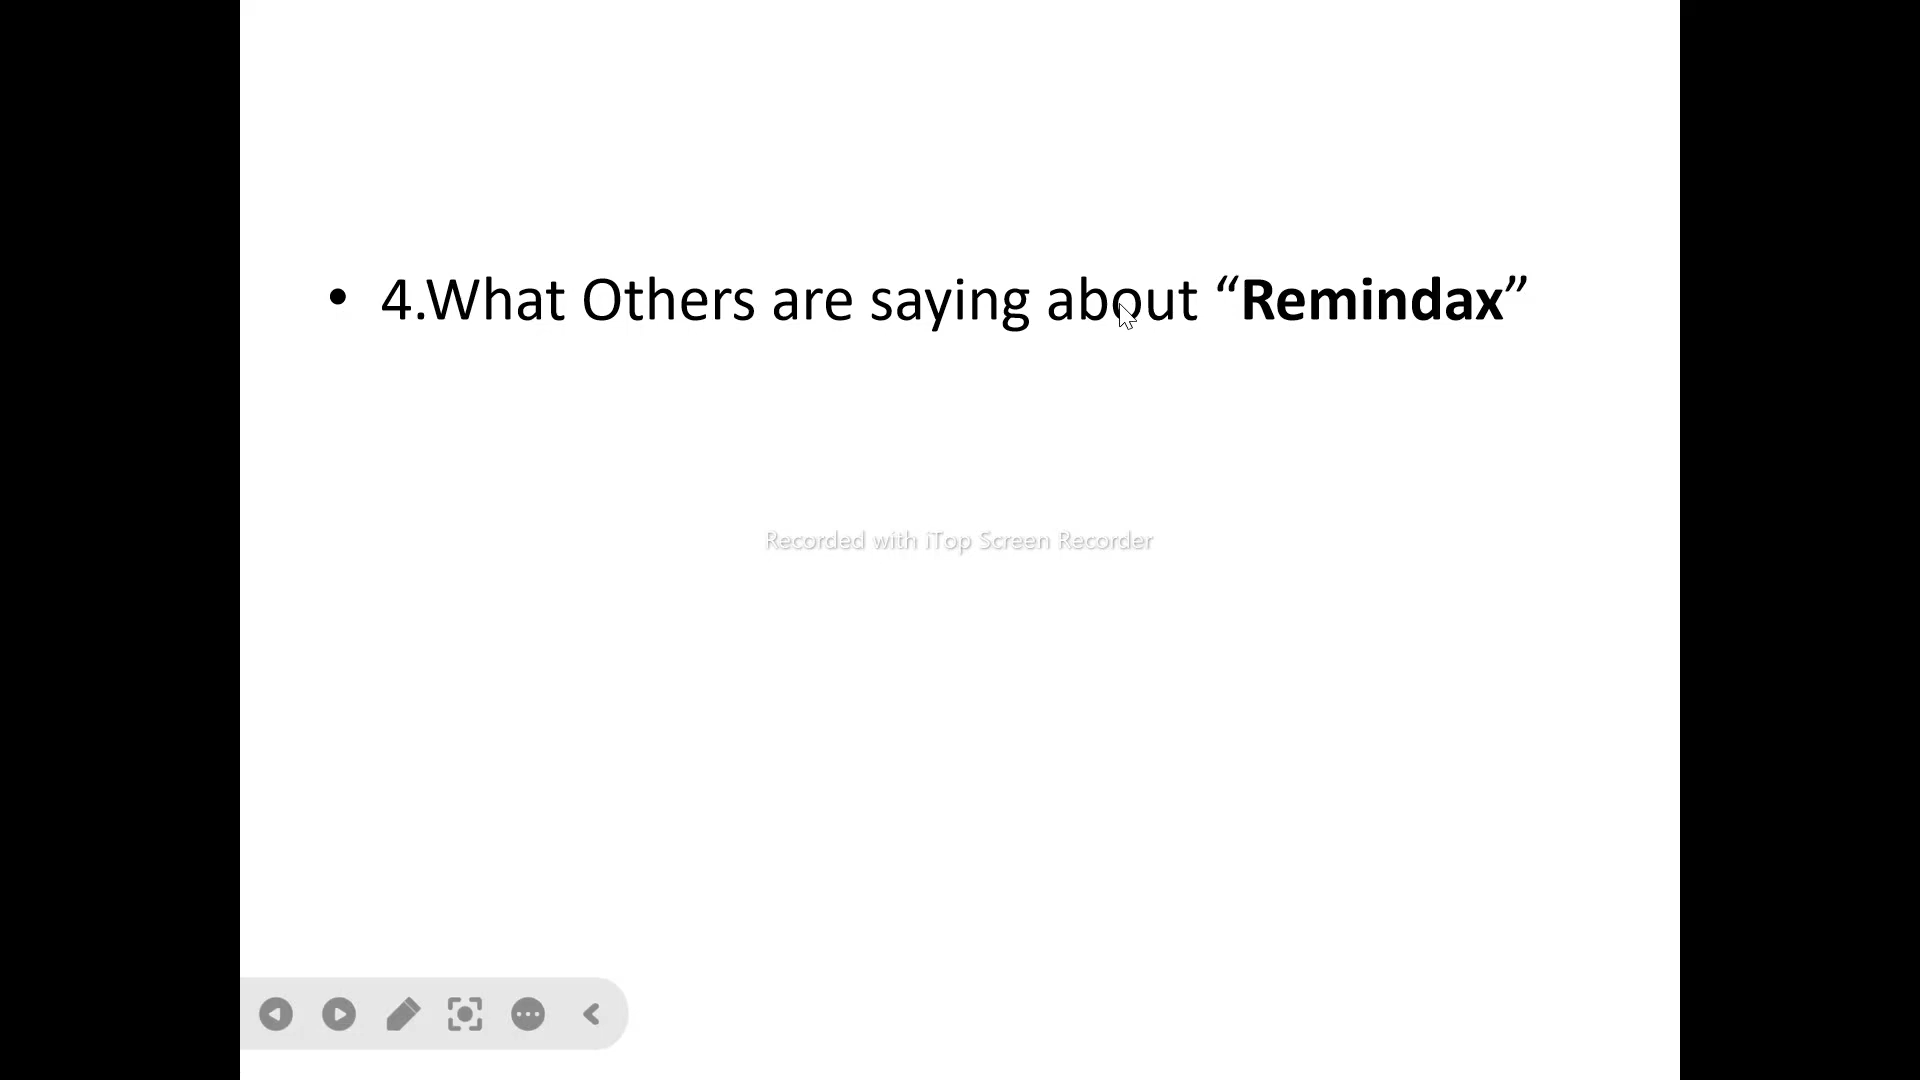 • 4.What Others are saying about “Remindax”
Recorded with iTop Screen Recorder